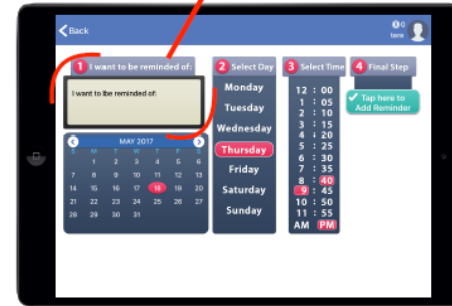 Back
0
tane
1 I want to be reminded of:
2 Select Day
3 Select Time
4 Final Step
I want to be reminded of:
MAY 2017
S M T W T F S
1 2 3 4 5 6
7 8 9 10 11 12 13
14 15 16 17 18 19 20
21 22 23 24 25 26 27
28 29 30 31
Monday
Tuesday
Wednesday
Thursday
Friday
Saturday
Sunday
12 : 00
1 : 05
2 : 10
3 : 15
4 : 20
5 : 25
6 : 30
7 : 35
8 : 40
9 : 45
10 : 50
11 : 55
AM PM
Tap here to
Add Reminder